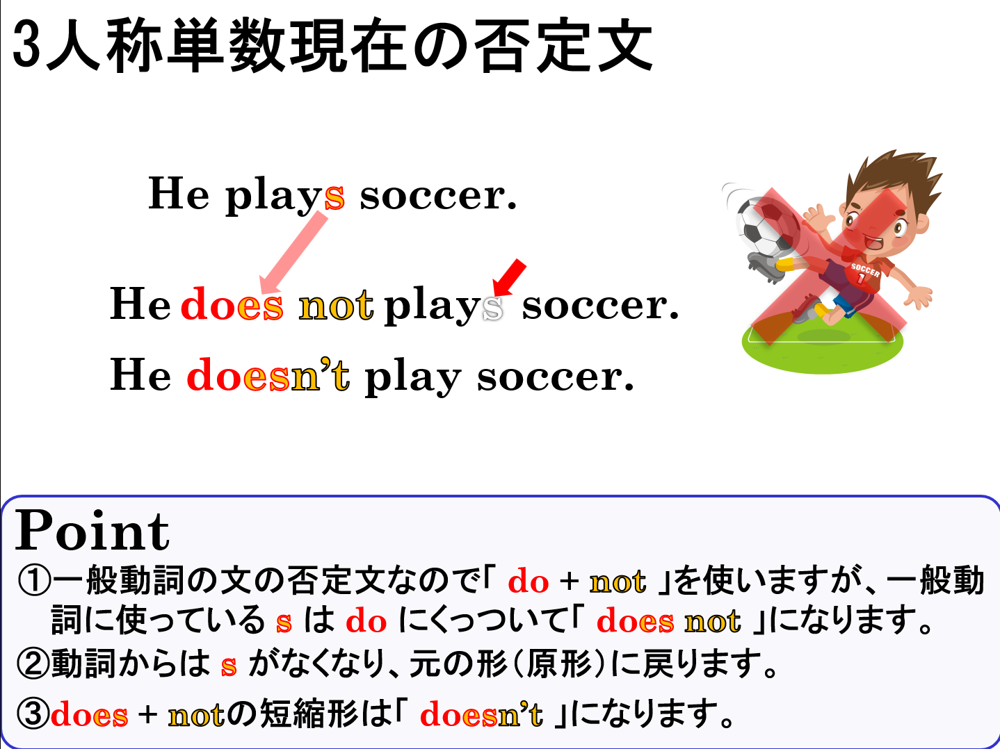 3人称単数現在の否定文
He plays soccer.
He does not plays soccer.
He doesn't play soccer.
SOCCER
1
Point
①一般動詞の文の否定文なので「 do + not 」を使いますが、一般動
詞に使っている s は do にくっついて「 does not 」になります。
②動詞からは s がなくなり、元の形（原形）に戻ります。
③does + notの短縮形は「 doesn't 」になります。